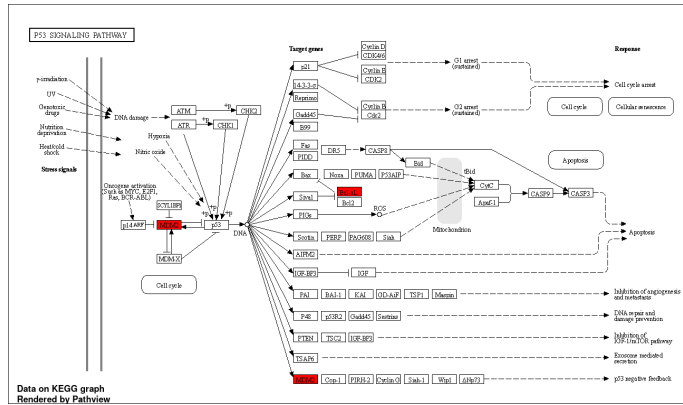 P53 SIGNALING PATHWAY
Target genes
Response
Cyclin D
CDK4/6
p21
Cyclin E
CDK2
G1 arrest
(sustained)
14-3-3-σ
Reprimo
Gadd45
B99
Cyclin B
Cdc2
G2 arrest
(sustained)
Cell cycle arrest
Cell cycle
Cellular senescence
γ-irradiation
UV
Genotoxic
drugs
Nutrition
deprivation
Heat/cold
shock
Stress signals
DNA damage
ATM
+p
CHK2
ATR
+p
CHK1
Hypoxia
Nitric oxide
Oncogene activation
(Such as MYC, E2F1,
Ras, BCR-ABL)
+p
+p
+p
SCYL1BP1
p14ARF
MDM2
p53
MDM-X
DNA
Cell cycle
Fas
PIDD
DR5
CASP8
Bid
tBid
Bax
Noxa
PUMA
P53AIP
Bcl-xL
Bcl2
Siva1
PIGs
ROS
CytC
Apaf-1
CASP9
CASP3
Apoptosis
Mitochondrion
Scotin
PERP
PAG608
Siah
AIFM2
Apoptosis
IGF-BP3
IGF
PAI
BAI-1
KAI
GD-AiF
TSP1
Maspin
Inhibition of angiogenesis
and metastasis
P48
p53R2
Gadd45
Sestrins
DNA repair and
damage prevention
PTEN
TSC2
IGF-BP3
Inhibition of
IGF-1/mTOR pathway
TSAP6
Exosome mediated
secretion
MDM2
Cop-1
PIRH-2
Cyclin G
Siah-1
Wip1
ΔNp73
p53 negative feedback
Data on KEGG graph
Rendered by Pathview